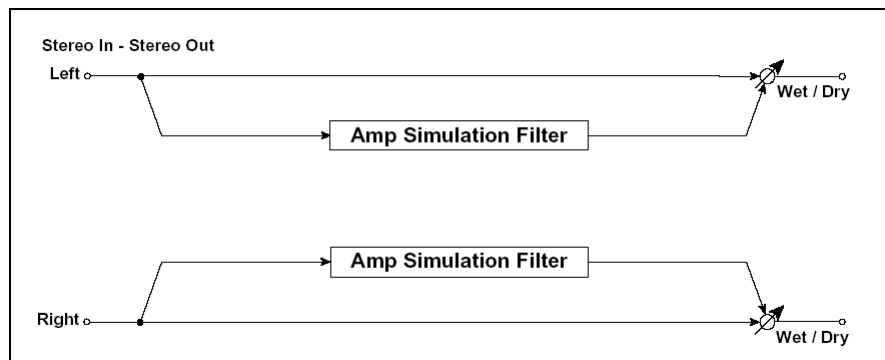 Stereo In - Stereo Out
Left
Wet / Dry
Amp Simulation Filter
Amp Simulation Filter
Right
Wet / Dry